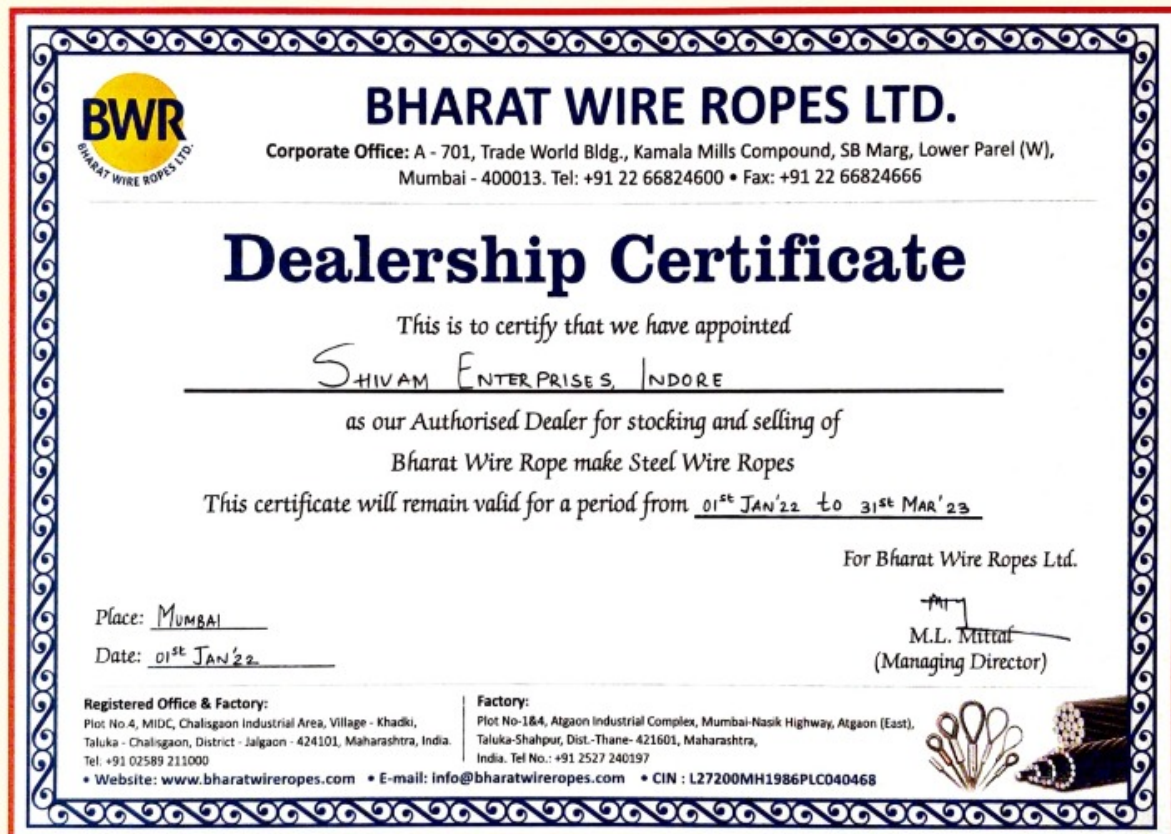 BWR
BHARAT WIRE ROPES LTD.
BHARAT WIRE ROPES LTD.
Corporate Office: A - 701, Trade World Bldg., Kamala Mills Compound, SB Marg, Lower Parel (W),
Mumbai - 400013. Tel: +91 22 66824600 • Fax: +91 22 66824666
Dealership Certificate
This is to certify that we have appointed
SHIVAM ENTERPRISES, INDORE
as our Authorised Dealer for stocking and selling of
Bharat Wire Rope make Steel Wire Ropes
This certificate will remain valid for a period from 01st JAN'22 to 31st MAR'23
For Bharat Wire Ropes Ltd.
Place: MUMBAI
Date: 01st JAN'22
M.L. Mittal
(Managing Director)
Registered Office & Factory:
Plot No.4, MIDC, Chalisgaon Industrial Area, Village - Khadki,
Taluka - Chalisgaon, District - Jalgaon - 424101, Maharashtra, India.
Tel: +91 02589 211000
Factory:
Plot No-1&4, Atgaon Industrial Complex, Mumbai-Nasik Highway, Atgaon (East),
Taluka-Shahpur, Dist.-Thane- 421601, Maharashtra,
India. Tel No.: +91 2527 240197
• Website: www.bharatwireropes.com • E-mail: info@bharatwireropes.com • CIN : L27200MH1986PLC040468